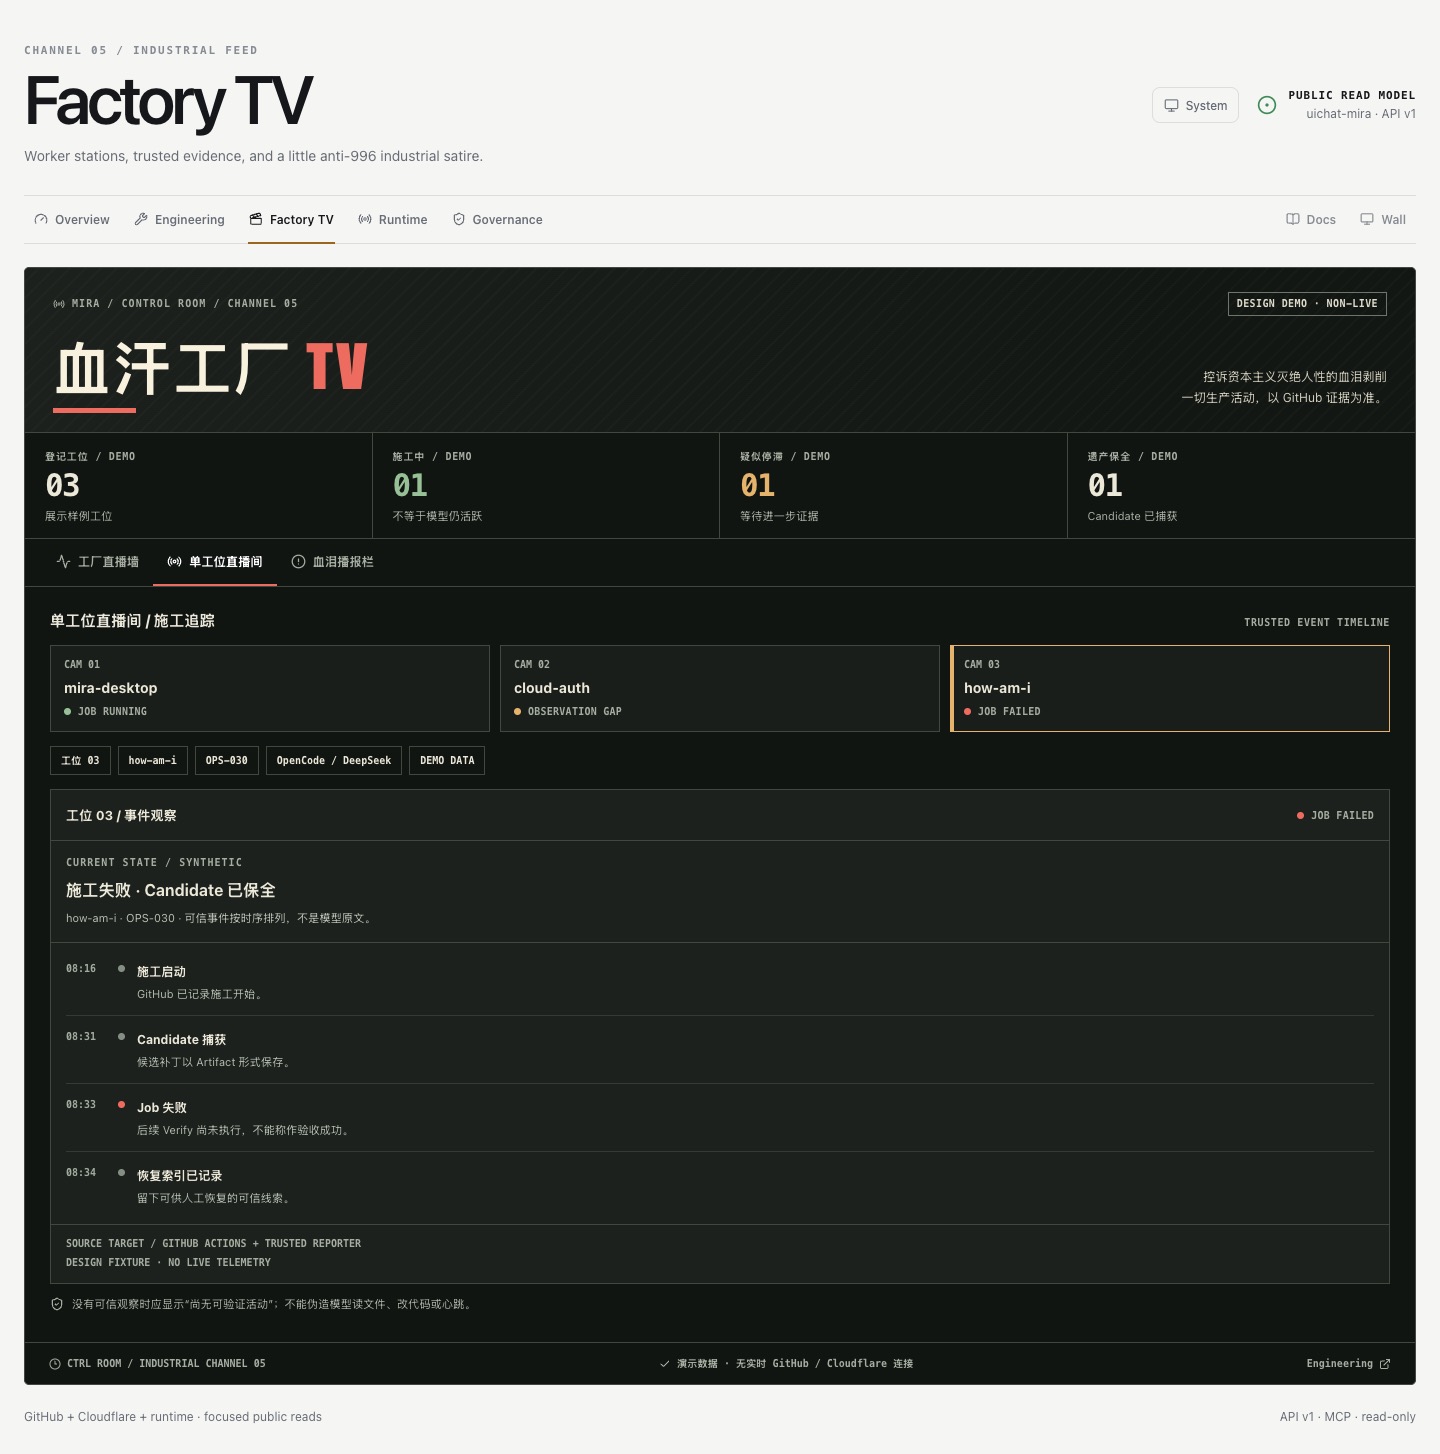 CHANNEL 05 / INDUSTRIAL FEED
Factory TV
Worker stations, trusted evidence, and a little anti-996 industrial satire.
System
PUBLIC READ MODEL
uichat-mira · API v1
Overview
Engineering
Factory TV
Runtime
Governance
Docs
Wall
MIRA / CONTROL ROOM / CHANNEL 05
DESIGN DEMO · NON-LIVE
血汗工厂 TV
控诉资本主义灭绝人性的血泪剥削
一切生产活动，以 GitHub 证据为准。
登记工位 / DEMO
03
展示样例工位
施工中 / DEMO
01
不等于模型仍活跃
疑似停滞 / DEMO
01
等待进一步证据
遗产保全 / DEMO
01
Candidate 已捕获
工厂直播墙
单工位直播间
血泪播报栏
单工位直播间 / 施工追踪
TRUSTED EVENT TIMELINE
CAM 01
mira-desktop
JOB RUNNING
CAM 02
cloud-auth
OBSERVATION GAP
CAM 03
how-am-i
JOB FAILED
工位 03
how-am-i
OPS-030
OpenCode / DeepSeek
DEMO DATA
工位 03 / 事件观察
JOB FAILED
CURRENT STATE / SYNTHETIC
施工失败 · Candidate 已保全
how-am-i · OPS-030 · 可信事件按时序排列，不是模型原文。
08:16
施工启动
GitHub 已记录施工开始。
08:31
Candidate 捕获
候选补丁以 Artifact 形式保存。
08:33
Job 失败
后续 Verify 尚未执行，不能称作验收成功。
08:34
恢复索引已记录
留下可供人工恢复的可信线索。
SOURCE TARGET / GITHUB ACTIONS + TRUSTED REPORTER
DESIGN FIXTURE · NO LIVE TELEMETRY
没有可信观察时应显示“尚无可验证活动”；不能伪造模型读文件、改代码或心跳。
CTRL ROOM / INDUSTRIAL CHANNEL 05
演示数据 · 无实时 GitHub / Cloudflare 连接
Engineering
GitHub + Cloudflare + runtime · focused public reads
API v1 · MCP · read-only